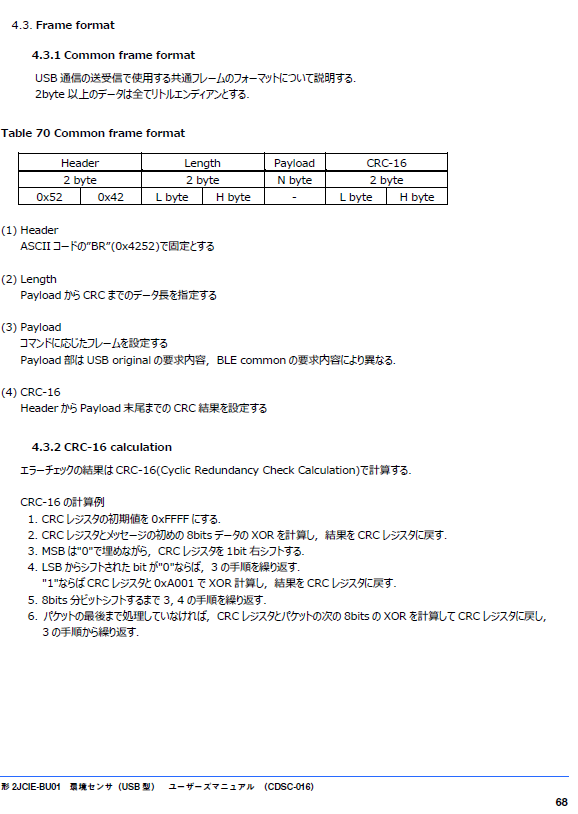 4.3. Frame format
4.3.1 Common frame format
USB 通信の送受信で使用する共通フレームのフォーマットについて説明する.
2byte 以上のデータは全てリトルエンディアンとする.
Table 70 Common frame format
Header Length Payload CRC-16
2 byte 2 byte N byte 2 byte
0x52 0x42 L byte H byte - L byte H byte
(1) Header
ASCII コードの"BR"(0x4252)で固定とする
(2) Length
Payload から CRC までのデータ長を指定する
(3) Payload
コマンドに応じたフレームを設定する
Payload 部は USB original の要求内容, BLE common の要求内容により異なる.
(4) CRC-16
Header から Payload 末尾までの CRC 結果を設定する
4.3.2 CRC-16 calculation
エラーチェックの結果は CRC-16(Cyclic Redundancy Check Calculation)で計算する.
CRC-16 の計算例
1. CRC レジスタの初期値を 0xFFFF にする.
2. CRC レジスタとメッセージの初めの 8bits データの XOR を計算し, 結果を CRC レジスタに戻す.
3. MSB は"0"で埋めながら, CRC レジスタを 1bit 右シフトする.
4. LSB からシフトされた bit が"0"ならば, 3 の手順を繰り返す.
"1"ならば CRC レジスタと 0xA001 で XOR 計算し, 結果を CRC レジスタに戻す.
5. 8bits 分ビットシフトするまで 3, 4 の手順を繰り返す.
6. パケットの最後まで処理していなければ, CRC レジスタとパケットの次の 8bits の XOR を計算して CRC レジスタに戻し,
3 の手順から繰り返す.
形 2JCIE-BU01 環境センサ（USB 型） ユーザーズマニュアル （CDSC-016）
68